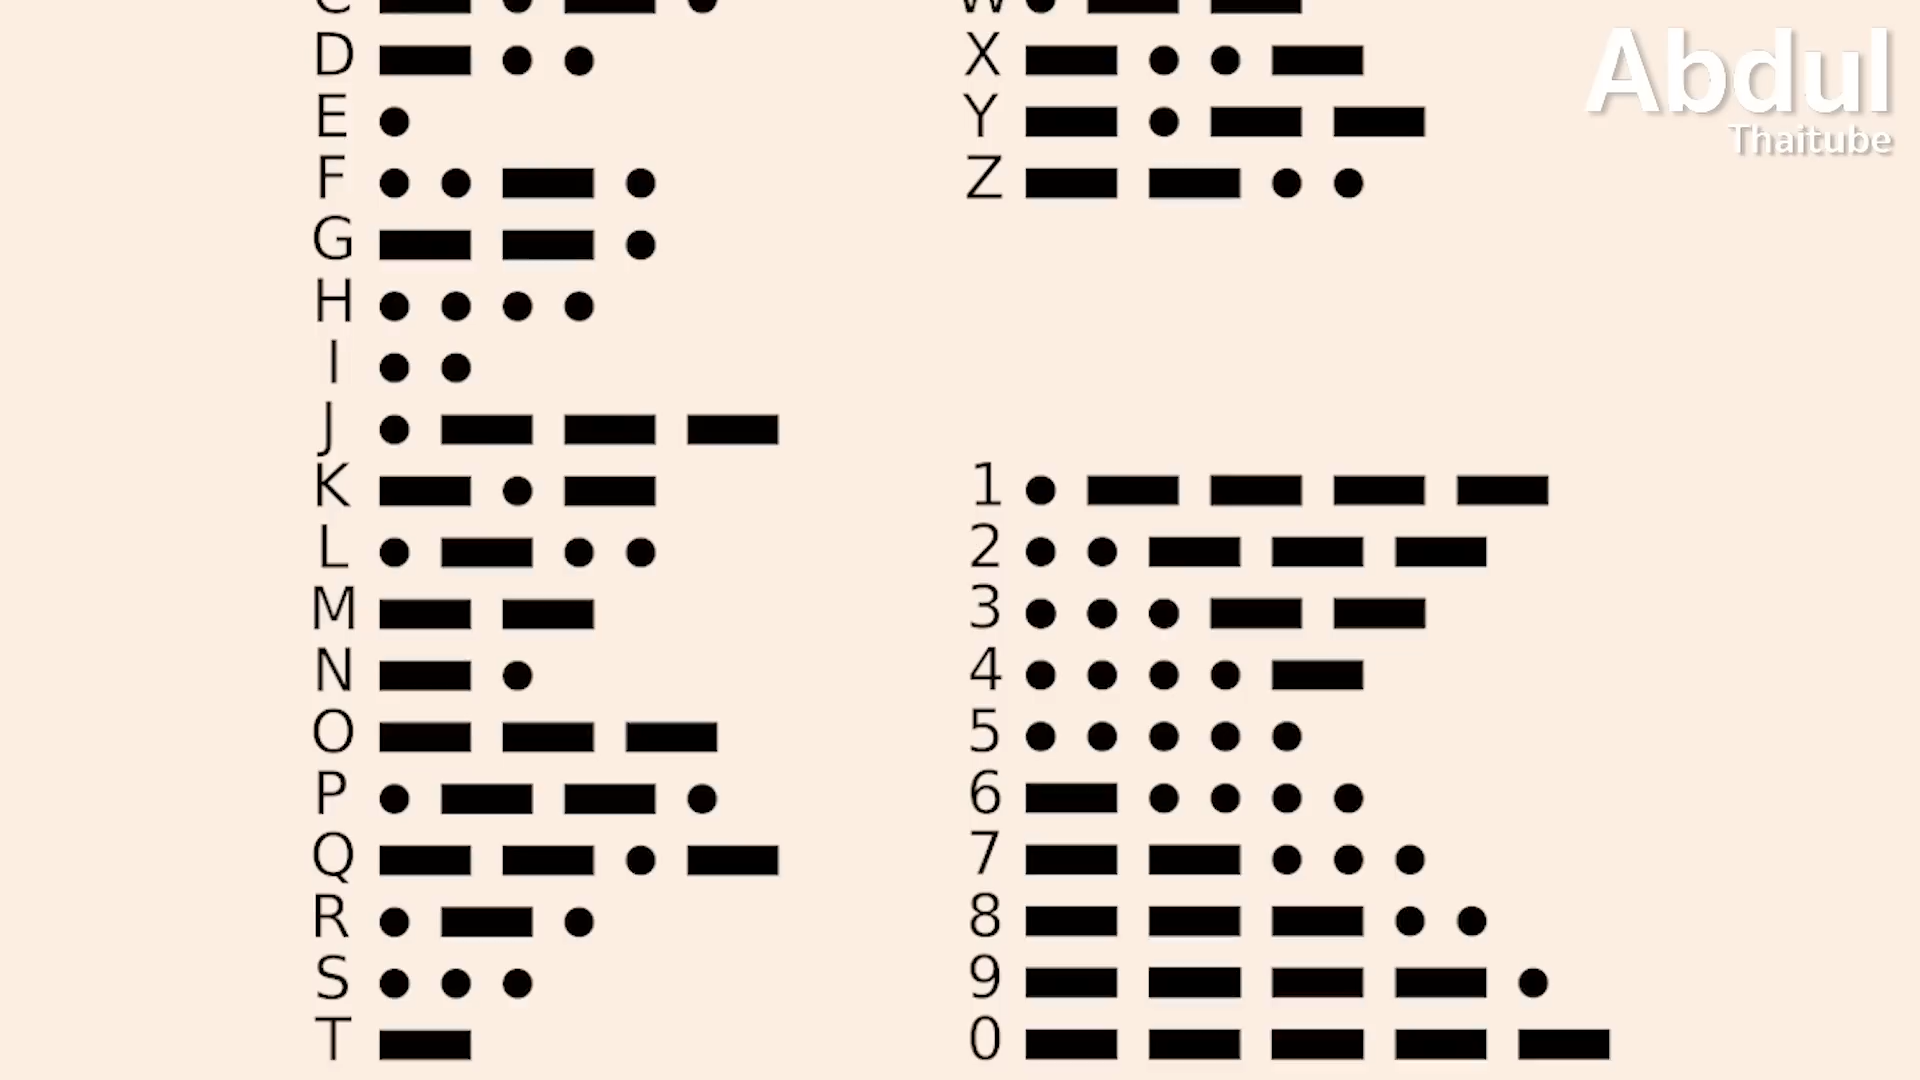 C ▬ ● ▬ ●
D ▬ ● ●
E ●
F ● ● ▬ ●
G ▬ ▬ ●
H ● ● ● ●
I ● ●
J ● ▬ ▬ ▬
K ▬ ● ▬
L ● ▬ ● ●
M ▬ ▬
N ▬ ●
O ▬ ▬ ▬
P ● ▬ ▬ ●
Q ▬ ▬ ● ▬
R ● ▬ ●
S ● ● ●
T ▬
W ● ▬ ▬
X ▬ ● ● ▬
Y ▬ ● ▬ ▬
Z ▬ ▬ ● ●
1 ● ▬ ▬ ▬ ▬
2 ● ● ▬ ▬ ▬
3 ● ● ● ▬ ▬
4 ● ● ● ● ▬
5 ● ● ● ● ●
6 ▬ ● ● ● ●
7 ▬ ▬ ● ● ●
8 ▬ ▬ ▬ ● ●
9 ▬ ▬ ▬ ▬ ●
0 ▬ ▬ ▬ ▬ ▬
Abdul
Thaitube